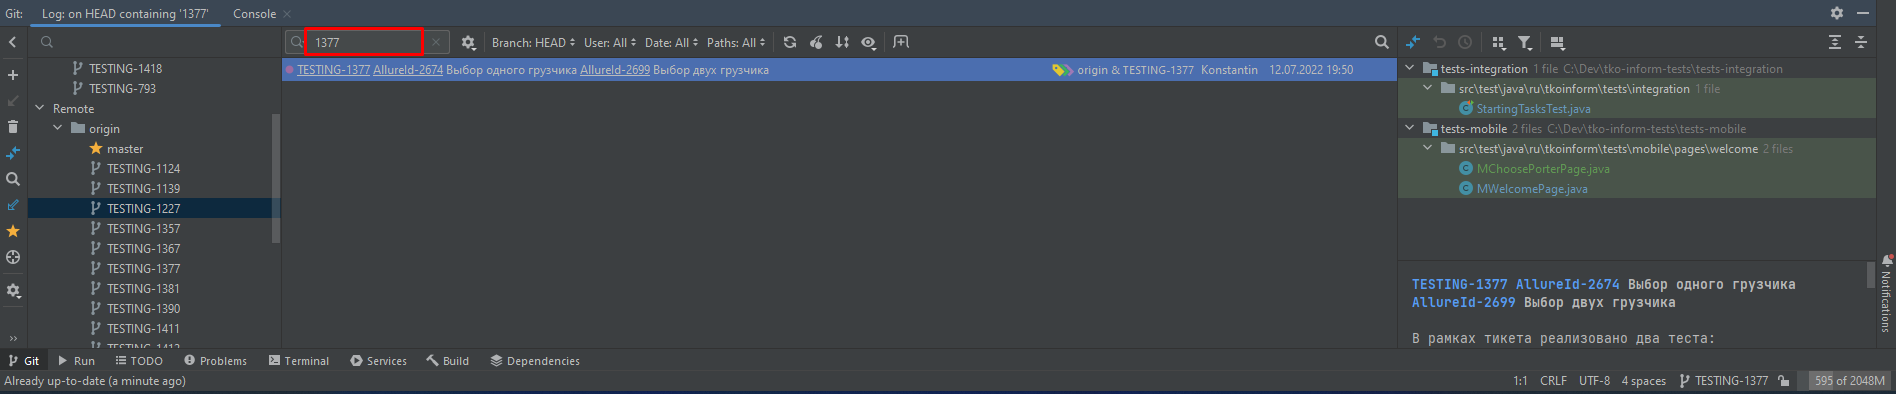 Git: Log: on HEAD containing '1377' Console
1377 Branch: HEAD User: All Date: All Paths: All
TESTING-1418
TESTING-793
Remote
origin
master
TESTING-1124
TESTING-1139
TESTING-1227
TESTING-1357
TESTING-1367
TESTING-1377
TESTING-1381
TESTING-1390
TESTING-1411
TESTING-1412
TESTING-1377 AllureId-2674 Выбор одного грузчика AllureId-2699 Выбор двух грузчика origin & TESTING-1377 Konstantin 12.07.2022 19:50
tests-integration 1 file C:\Dev\tko-inform-tests\tests-integration
src\test\java\ru\tkoinform\tests\integration 1 file
StartingTasksTest.java
tests-mobile 2 files C:\Dev\tko-inform-tests\tests-mobile
src\test\java\ru\tkoinform\tests\mobile\pages\welcome 2 files
MChoosePorterPage.java
MWelcomePage.java
TESTING-1377 AllureId-2674 Выбор одного грузчика
AllureId-2699 Выбор двух грузчика
В рамках тикета реализовано два теста:
Notifications
Git Run TODO Problems Terminal Services Build Dependencies
Already up-to-date (a minute ago) 1:1 CRLF UTF-8 4 spaces TESTING-1377 595 of 2048M